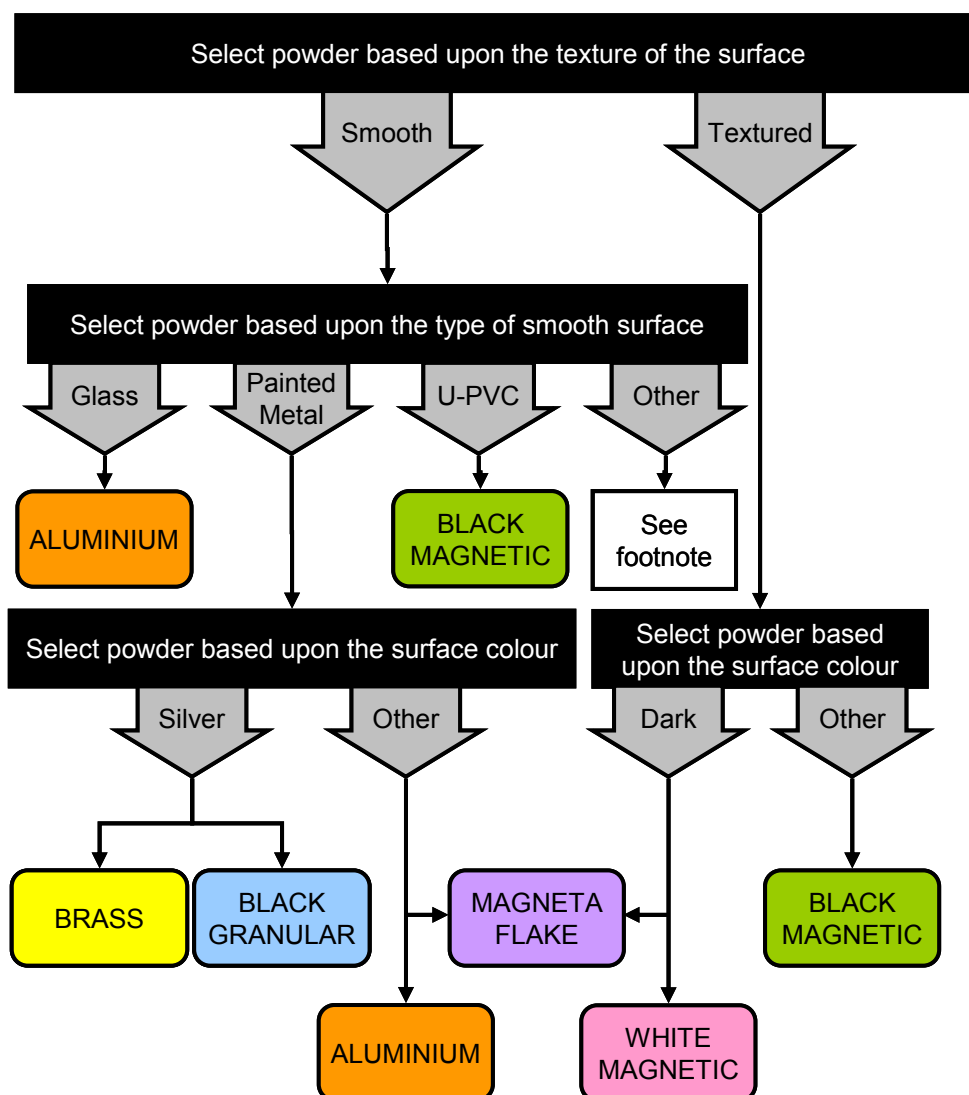 Select powder based upon the texture of the surface
Smooth
Textured
Select powder based upon the type of smooth surface
Glass
Painted
Metal
U-PVC
Other
ALUMINIUM
BLACK
MAGNETIC
See
footnote
Select powder based upon the surface colour
Select powder based
upon the surface colour
Silver
Other
Dark
Other
BRASS
BLACK
GRANULAR
MAGNETA
FLAKE
BLACK
MAGNETIC
ALUMINIUM
WHITE
MAGNETIC